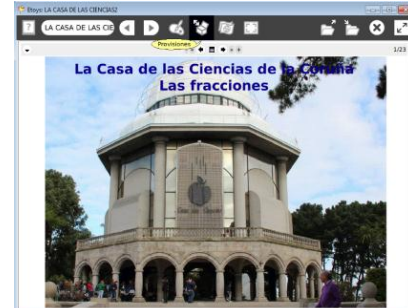 Etoys: LA CASA DE LAS CIENCIAS2
LA CASA DE LAS CIE
Provisiones
1/23
La Casa de las Ciencias de la Coruña
Las fracciones